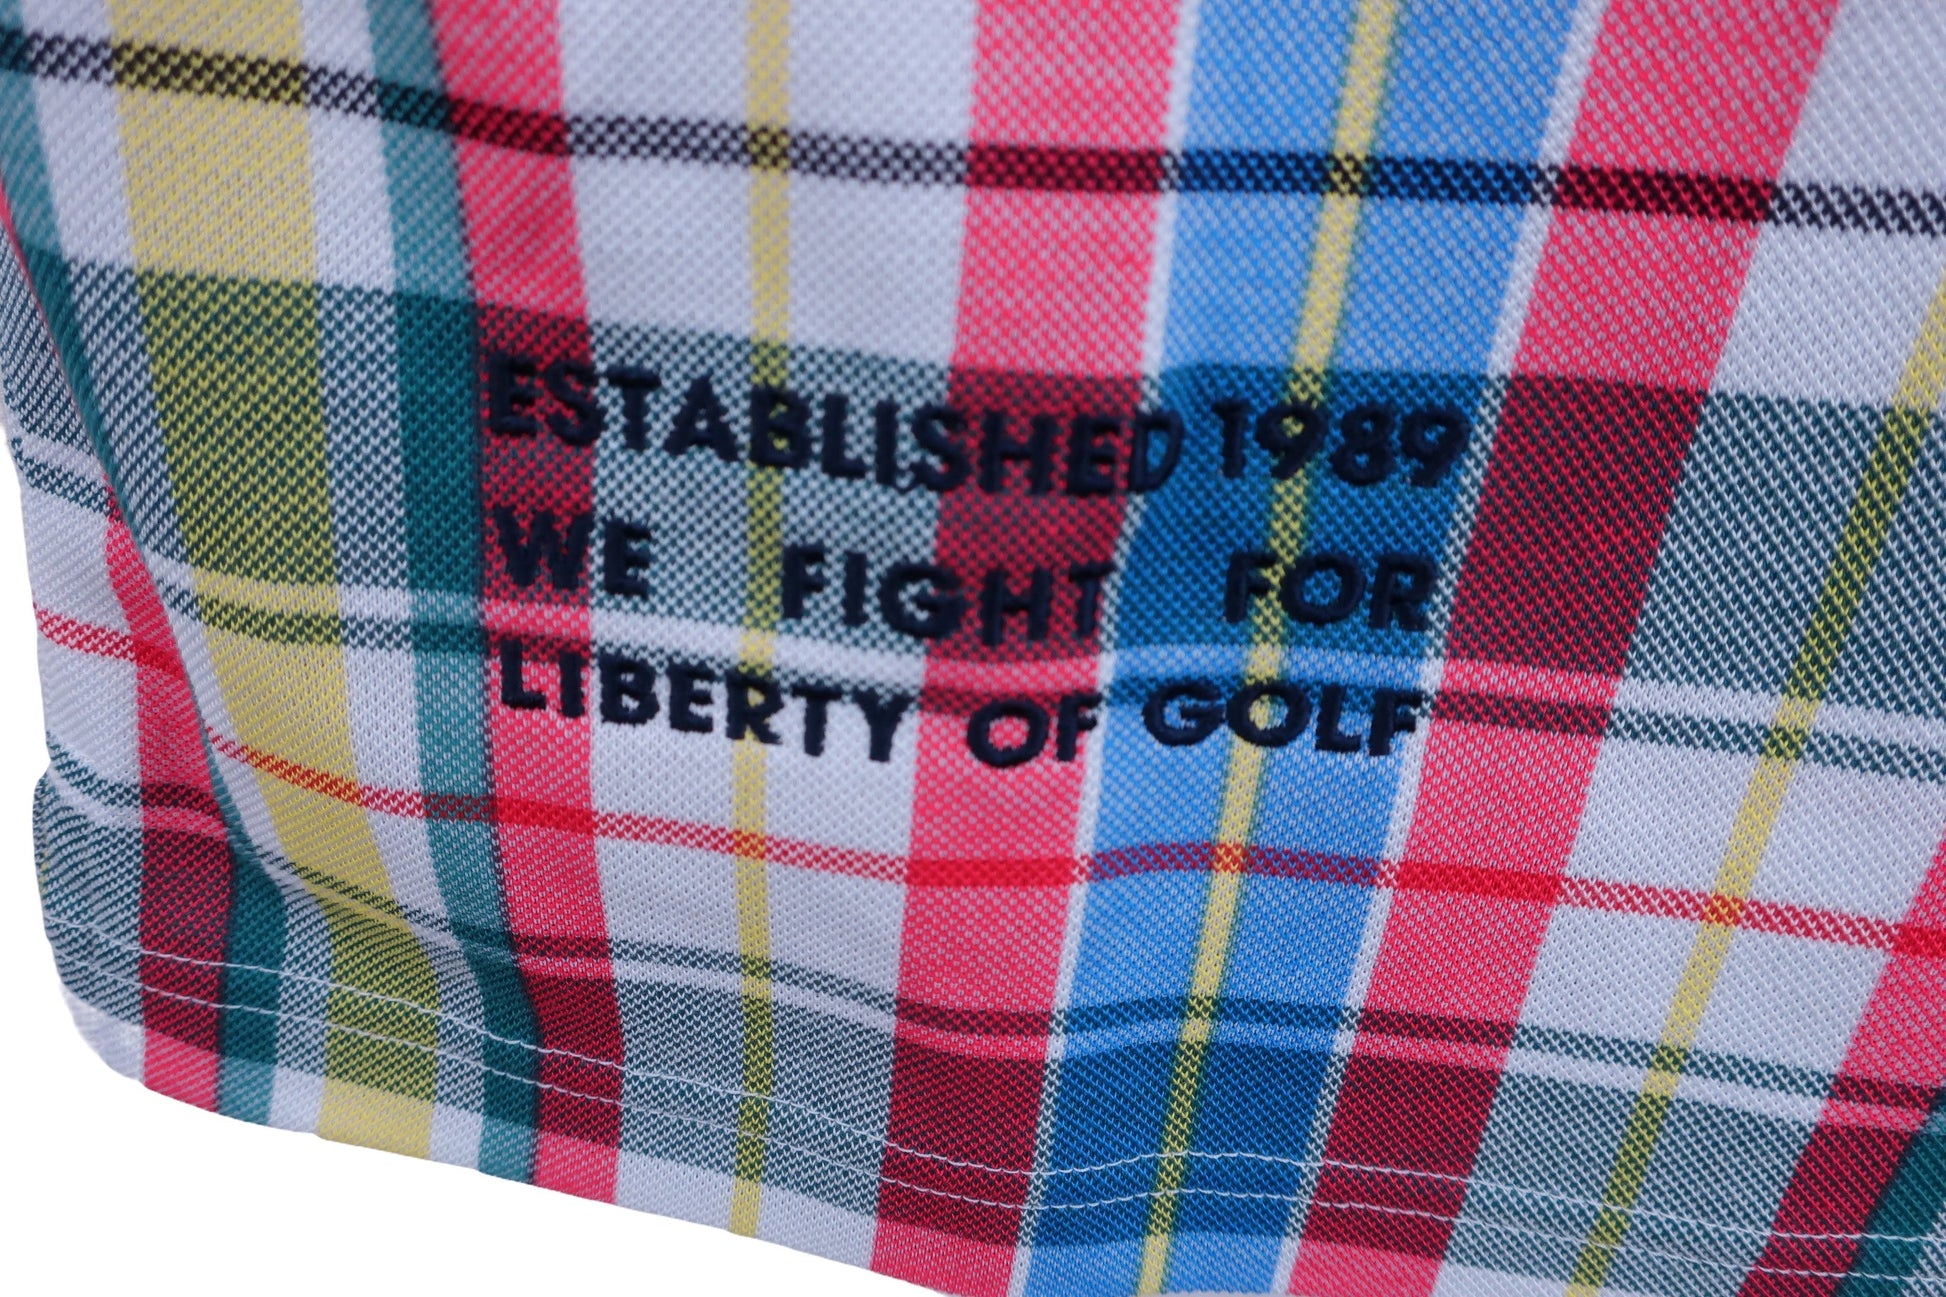 ESTABLISHED 1989
WE FIGHT FOR
LIBERTY OF GOLF